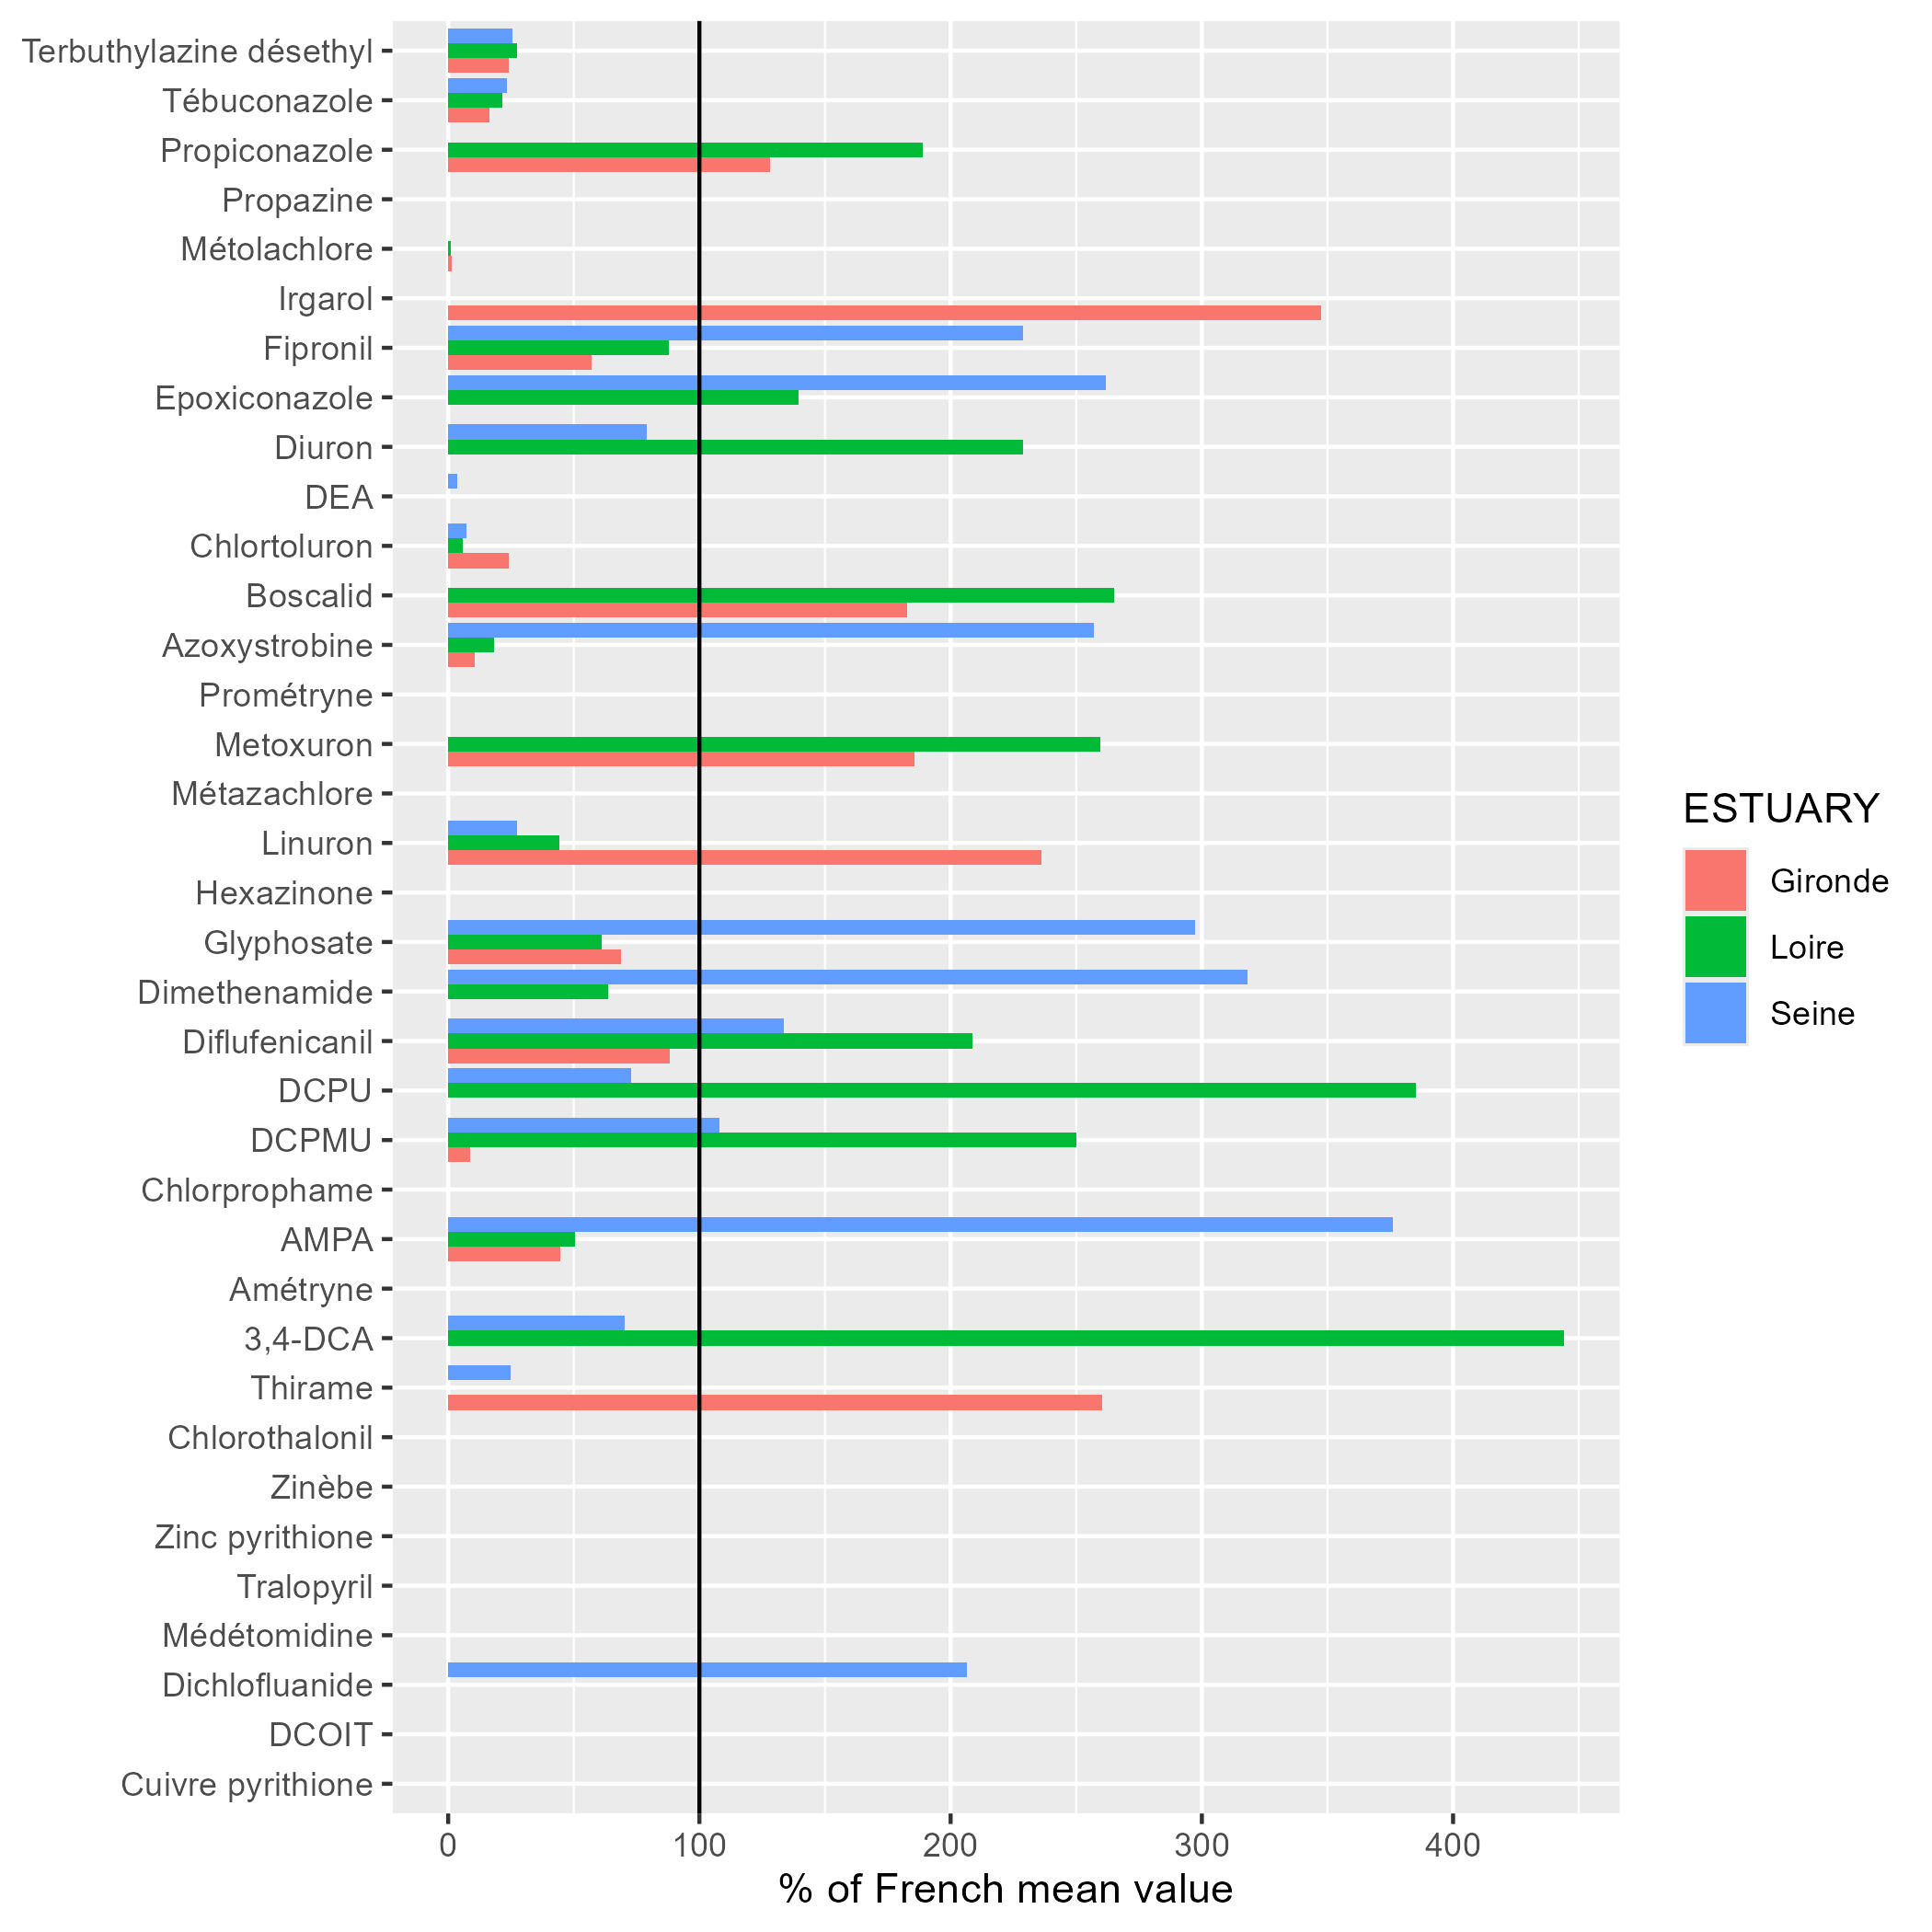 Terbuthylazine désethyl
Tébuconazole
Propiconazole
Propazine
Métolachlore
Irgarol
Fipronil
Epoxiconazole
Diuron
DEA
Chlortoluron
Boscalid
Azoxystrobine
Prométryne
Metoxuron
Métazachlore
Linuron
Hexazinone
Glyphosate
Dimethenamide
Diflufenicanil
DCPU
DCPMU
Chlorprophame
AMPA
Amétryne
3,4-DCA
Thirame
Chlorothalonil
Zinèbe
Zinc pyrithione
Tralopyril
Médétomidine
Dichlofluanide
DCOIT
Cuivre pyrithione
0 100 200 300 400
% of French mean value
ESTUARY
Gironde
Loire
Seine